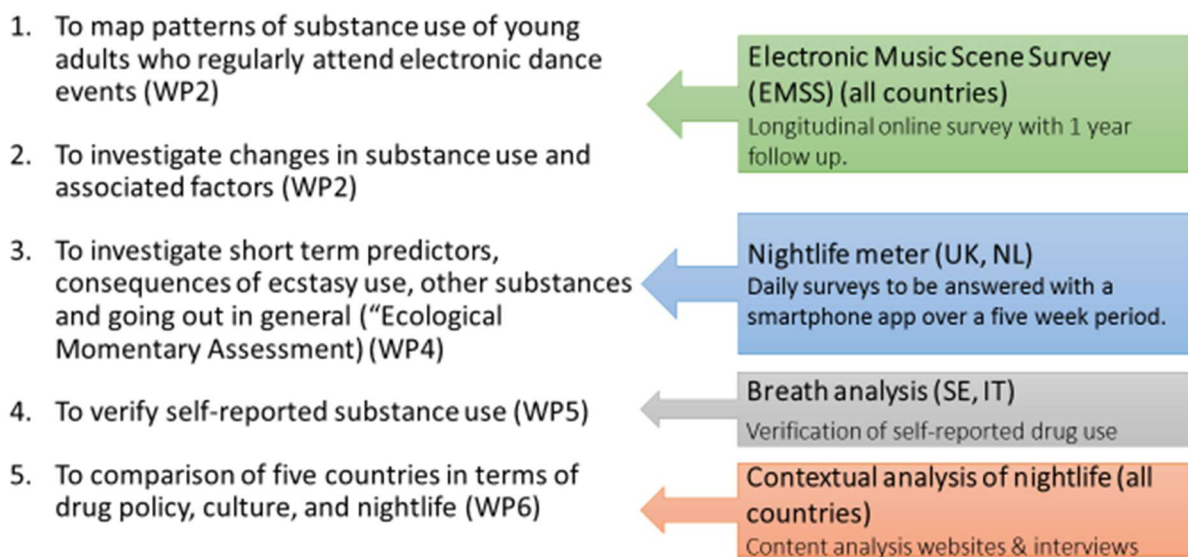 1. To map patterns of substance use of young
adults who regularly attend electronic dance
events (WP2)
2. To investigate changes in substance use and
associated factors (WP2)
3. To investigate short term predictors,
consequences of ecstasy use, other substances
and going out in general (“Ecological
Momentary Assessment) (WP4)
4. To verify self-reported substance use (WP5)
5. To comparison of five countries in terms of
drug policy, culture, and nightlife (WP6)
Electronic Music Scene Survey
(EMSS) (all countries)
Longitudinal online survey with 1 year
follow up.
Nightlife meter (UK, NL)
Daily surveys to be answered with a
smartphone app over a five week period.
Breath analysis (SE, IT)
Verification of self-reported drug use
Contextual analysis of nightlife (all
countries)
Content analysis websites & interviews